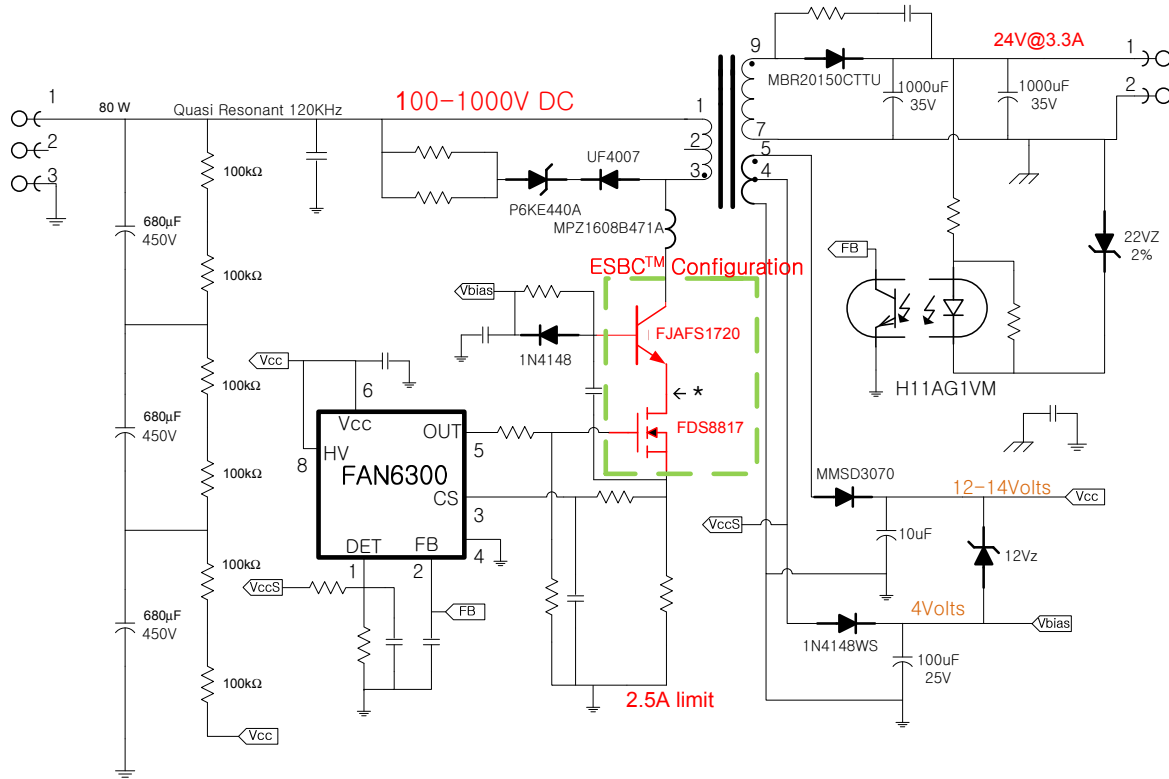 24V@3.3A
9
1
MBR20150CTTU
1000uF
35V
1000uF
35V
2
1
80 W
Quasi Resonant 120KHz
100-1000V DC
1
7
2
2
5
3
3
4
100kΩ
UF4007
P6KE440A
MPZ1608B471A
680µF
450V
22VZ
2%
FB
ESBC™ Configuration
100kΩ
Vbias
FJAFS1720
1N4148
H11AG1VM
Vcc
6
100kΩ
← *
Vcc
OUT
5
FDS8817
680µF
450V
8
HV
FAN6300
100kΩ
MMSD3070
12-14Volts
Vcc
CS
3
VccS
10uF
DET
FB
4
12Vz
100kΩ
1
2
VccS
FB
4Volts
Vbias
680µF
450V
1N4148WS
100uF
25V
100kΩ
2.5A limit
Vcc